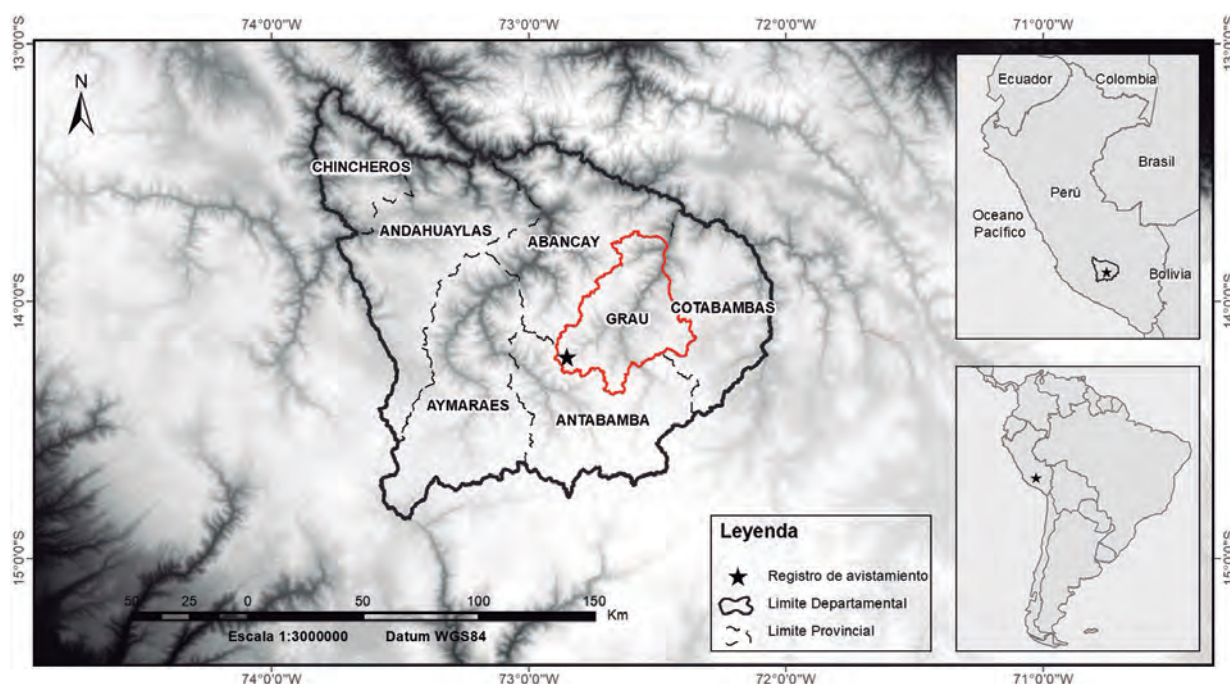 74°0'0"W
73°0'0"W
72°0'0"W
71°0'0"W
13°0'0"S
13°0'0"S
N
Ecuador
Colombia
Brasil
Perú
Oceano
Pacífico
Bolivia
CHINCHEROS
ANDAHUAYLAS
ABANCAY
COTABAMBAS
GRAU
AYMARAES
ANTABAMBA
14°0'0"S
14°0'0"S
Leyenda
Registro de avistamiento
Limite Departamental
Limite Provincial
15°0'0"S
15°0'0"S
50 25 0 50 100 150
Km
Escala 1:3000000 Datum WGS84
74°0'0"W
73°0'0"W
72°0'0"W
71°0'0"W